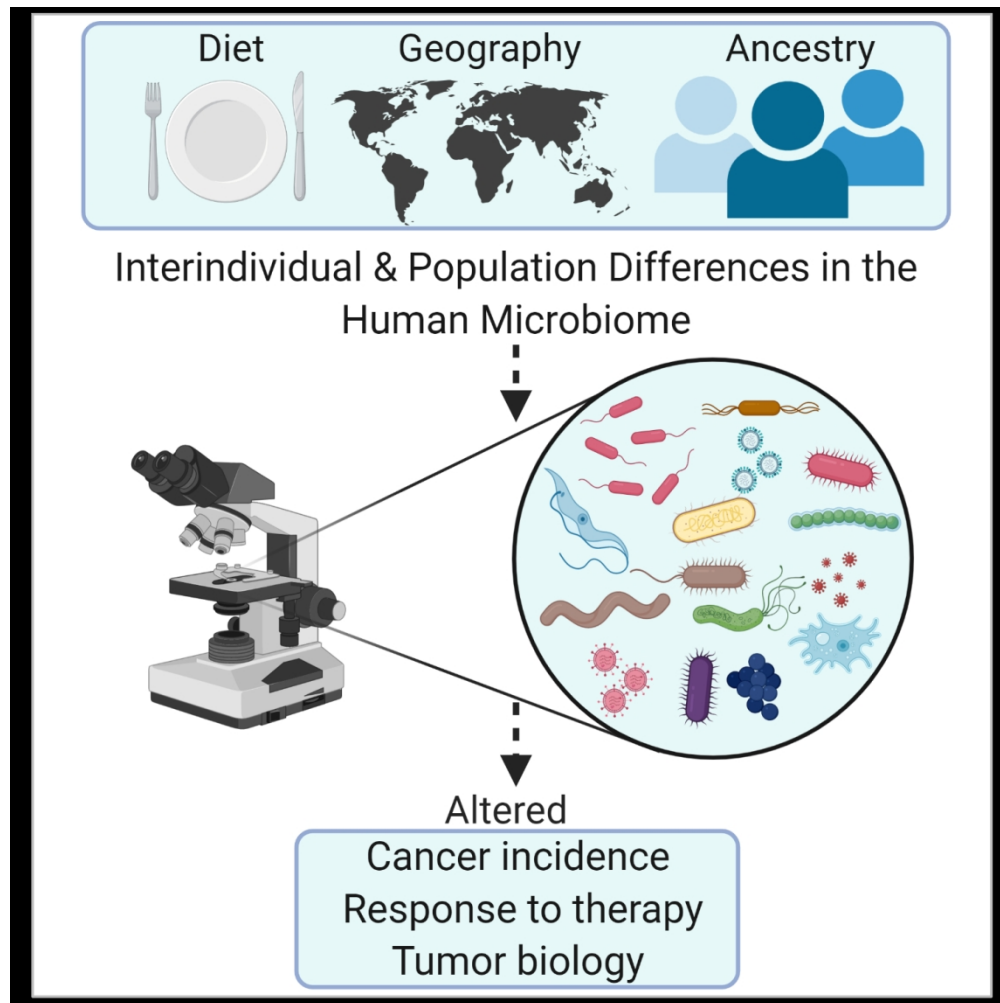 Diet
Geography
Ancestry
Interindividual & Population Differences in the
Human Microbiome
Altered
Cancer incidence
Response to therapy
Tumor biology